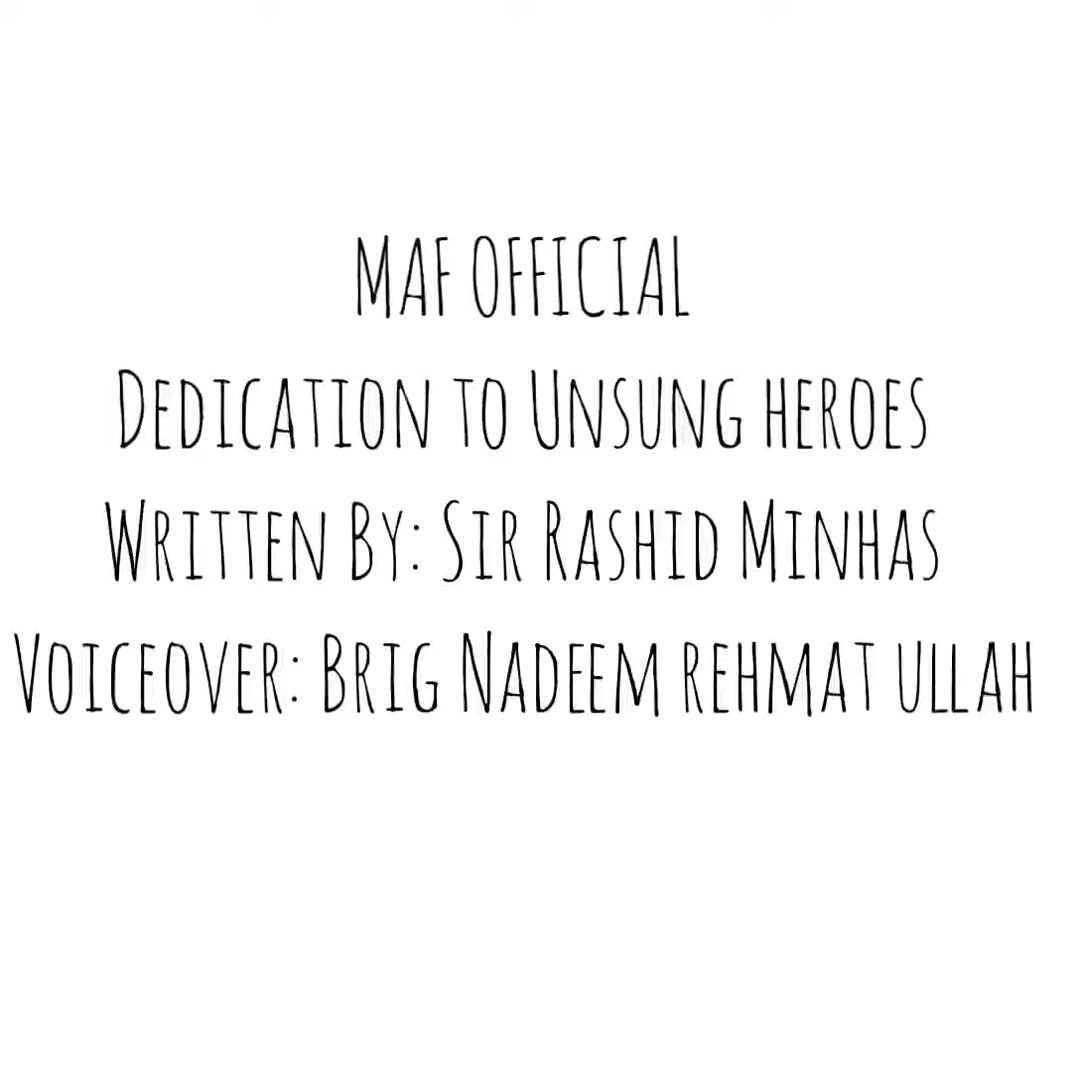 MAF OFFICIAL
DEDICATION TO UNSUNG HEROES
WRITTEN BY: SIR RASHID MINHAS
VOICEOVER: BRIG NADEEM REHMAT ULLAH